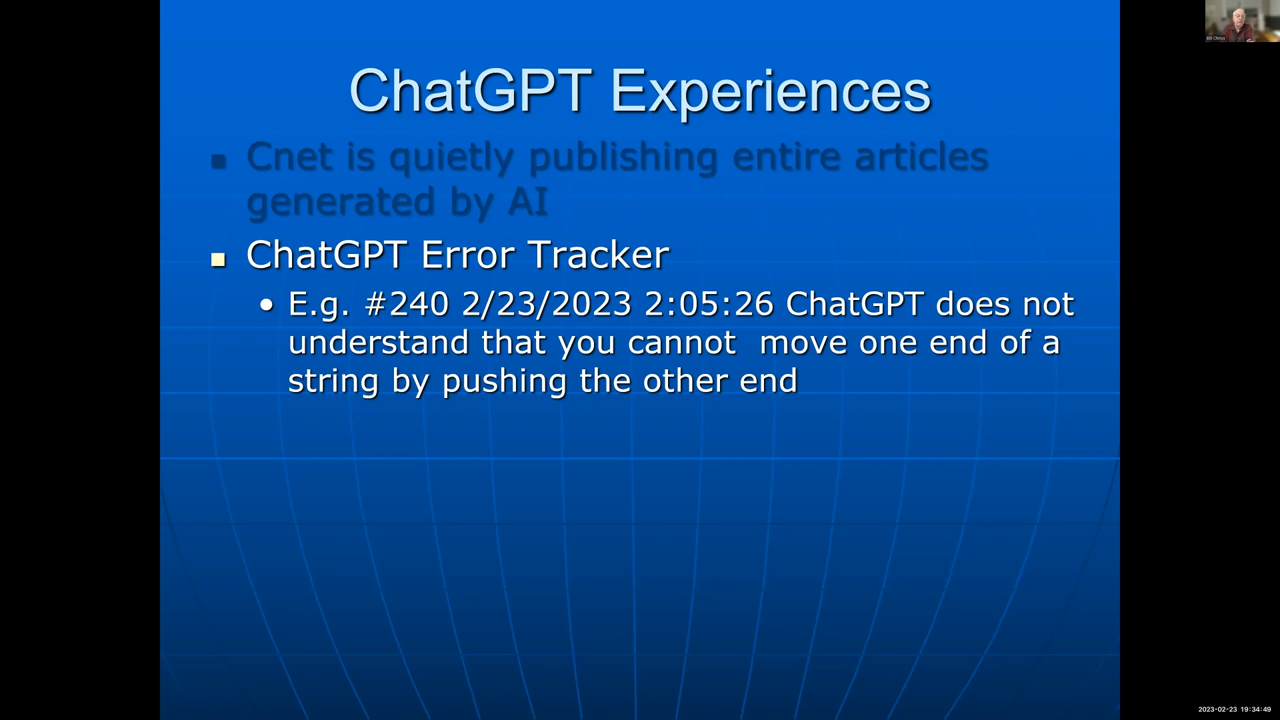 ChatGPT Experiences
Cnet is quietly publishing entire articles
generated by AI
ChatGPT Error Tracker
E.g. #240 2/23/2023 2:05:26 ChatGPT does not
understand that you cannot move one end of a
string by pushing the other end
2023-02-23 19:34:49